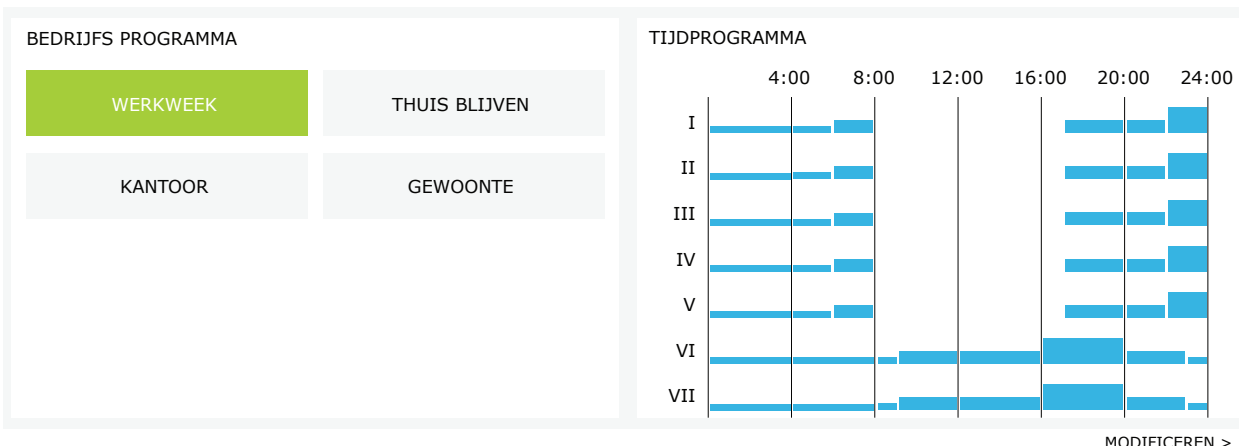 BEDRIJFS PROGRAMMA
WERKWEEK
THUIS BLIJVEN
KANTOOR
GEWOONTE
TIJDPROGRAMMA
4:00 8:00 12:00 16:00 20:00 24:00
I
II
III
IV
V
VI
VII
MODIFICEREN >